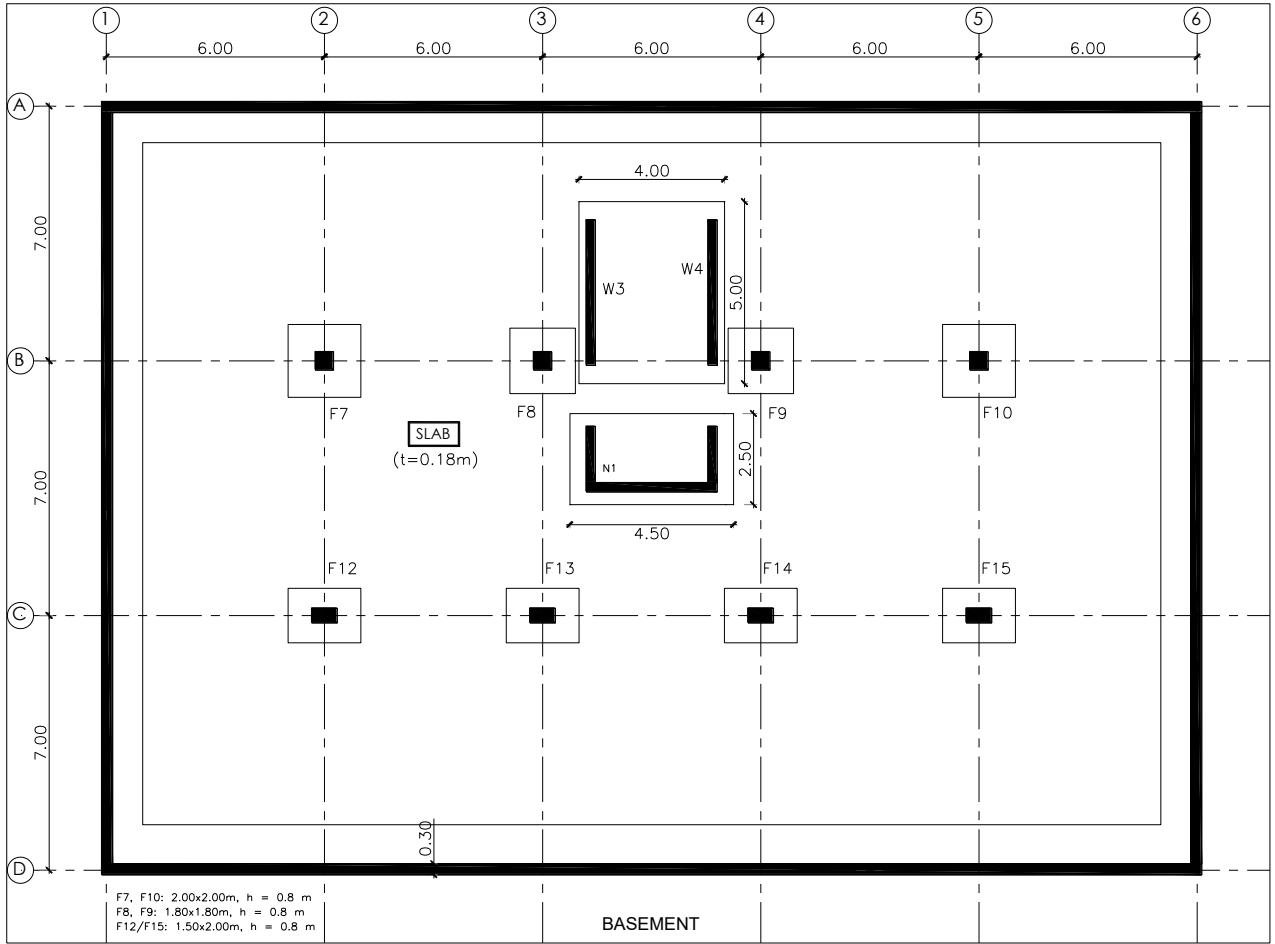 1 2 3 4 5 6
6.00 6.00 6.00 6.00 6.00
A
4.00
7.00
W4
W3
5.00
B
F7 F8 F9 F10
SLAB
(t=0.18m)
N1
2.50
7.00
4.50
F12 F13 F14 F15
C
7.00
0.30
D
F7, F10: 2.00x2.00m, h = 0.8 m
F8, F9: 1.80x1.80m, h = 0.8 m
F12/F15: 1.50x2.00m, h = 0.8 m
BASEMENT